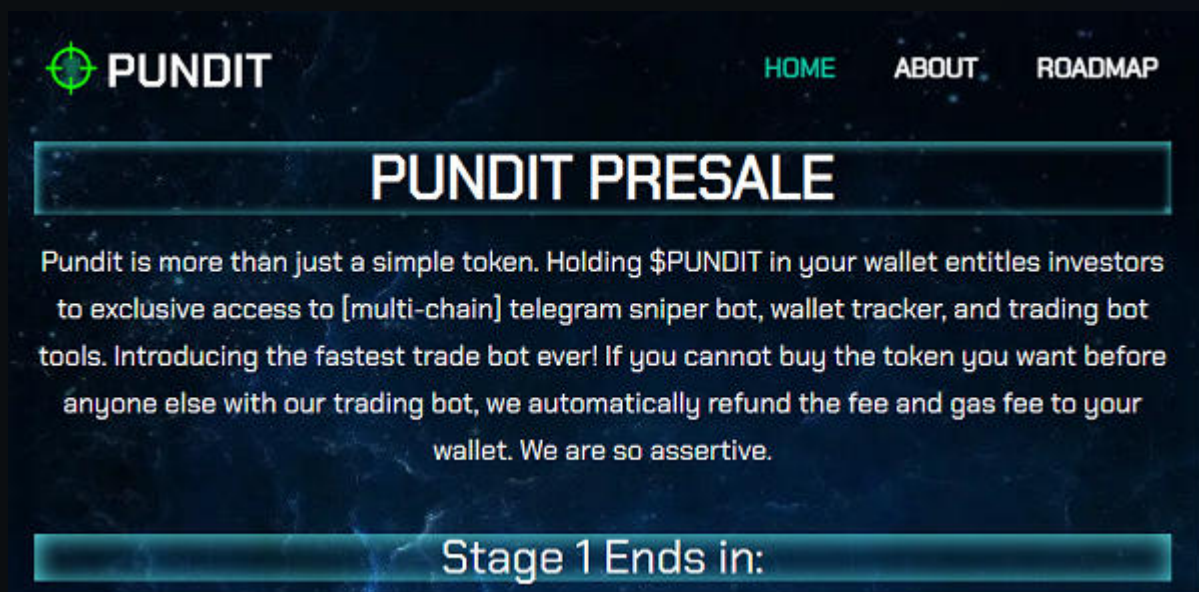 PUNDIT
HOME ABOUT ROADMAP
PUNDIT PRESALE
Pundit is more than just a simple token. Holding $PUNDIT in your wallet entitles investors
to exclusive access to [multi-chain] telegram sniper bot, wallet tracker, and trading bot
tools. Introducing the fastest trade bot ever! If you cannot buy the token you want before
anyone else with our trading bot, we automatically refund the fee and gas fee to your
wallet. We are so assertive.
Stage 1 Ends in: